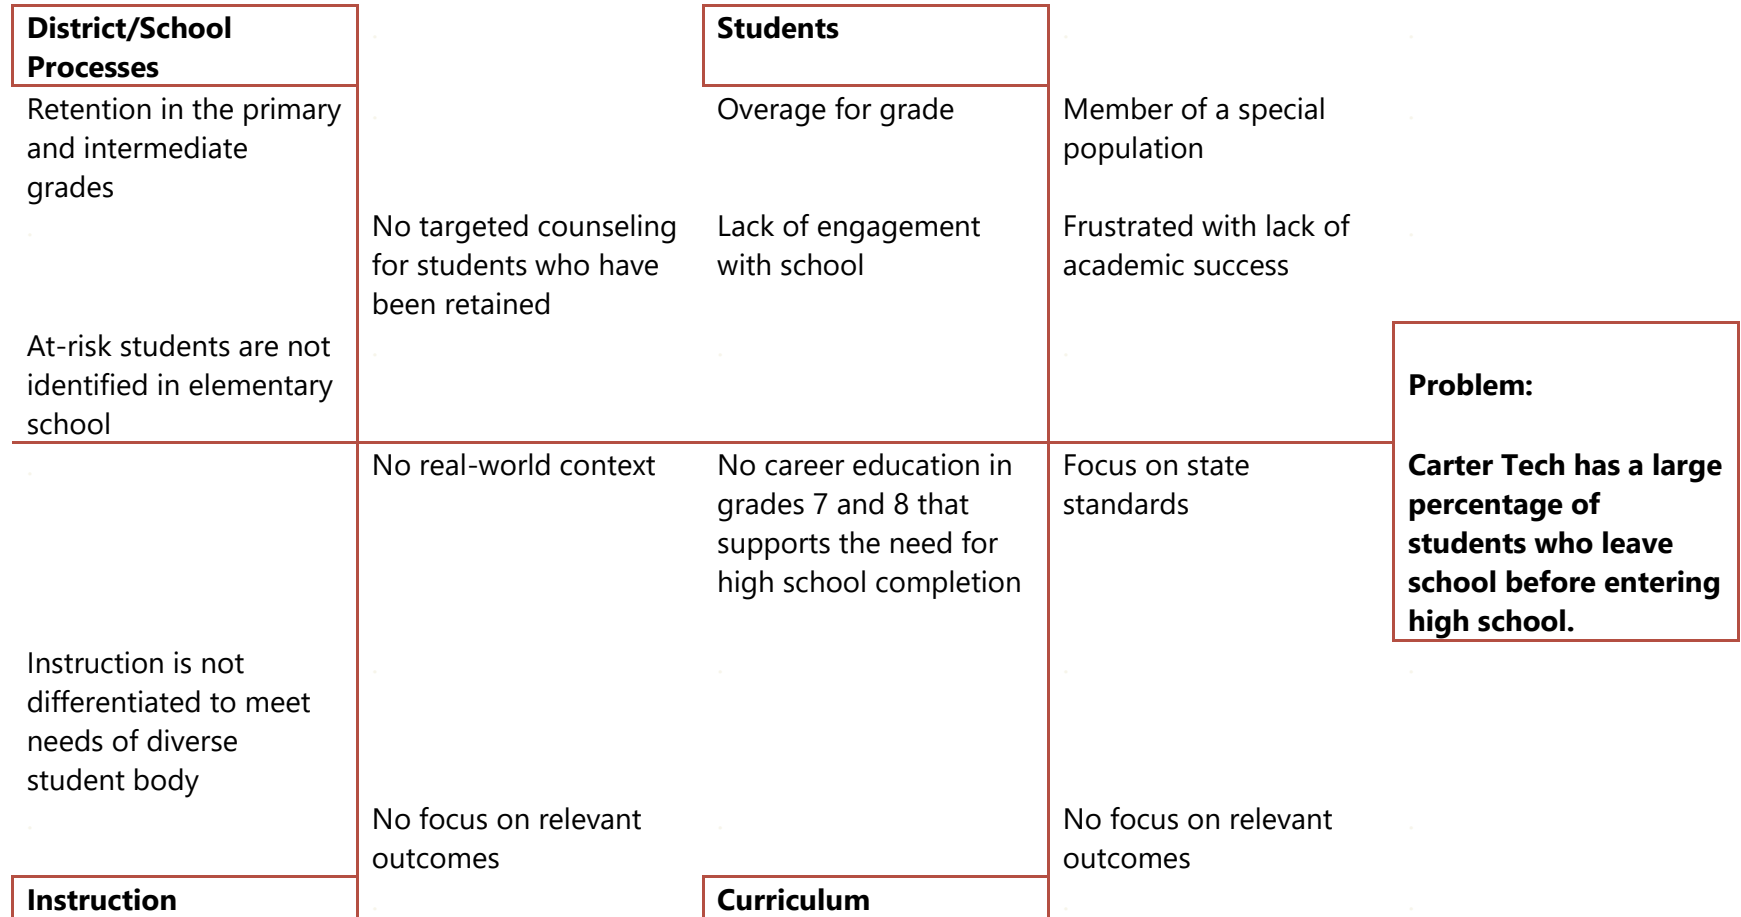 District/School
Processes
Students
Retention in the primary
and intermediate
grades
Overage for grade
Member of a special
population
No targeted counseling
for students who have
been retained
Lack of engagement
with school
Frustrated with lack of
academic success
At-risk students are not
identified in elementary
school
Problem:
Carter Tech has a large
percentage of
students who leave
school before entering
high school.
No real-world context
No career education in
grades 7 and 8 that
supports the need for
high school completion
Focus on state
standards
Instruction is not
differentiated to meet
needs of diverse
student body
No focus on relevant
outcomes
No focus on relevant
outcomes
Instruction
Curriculum